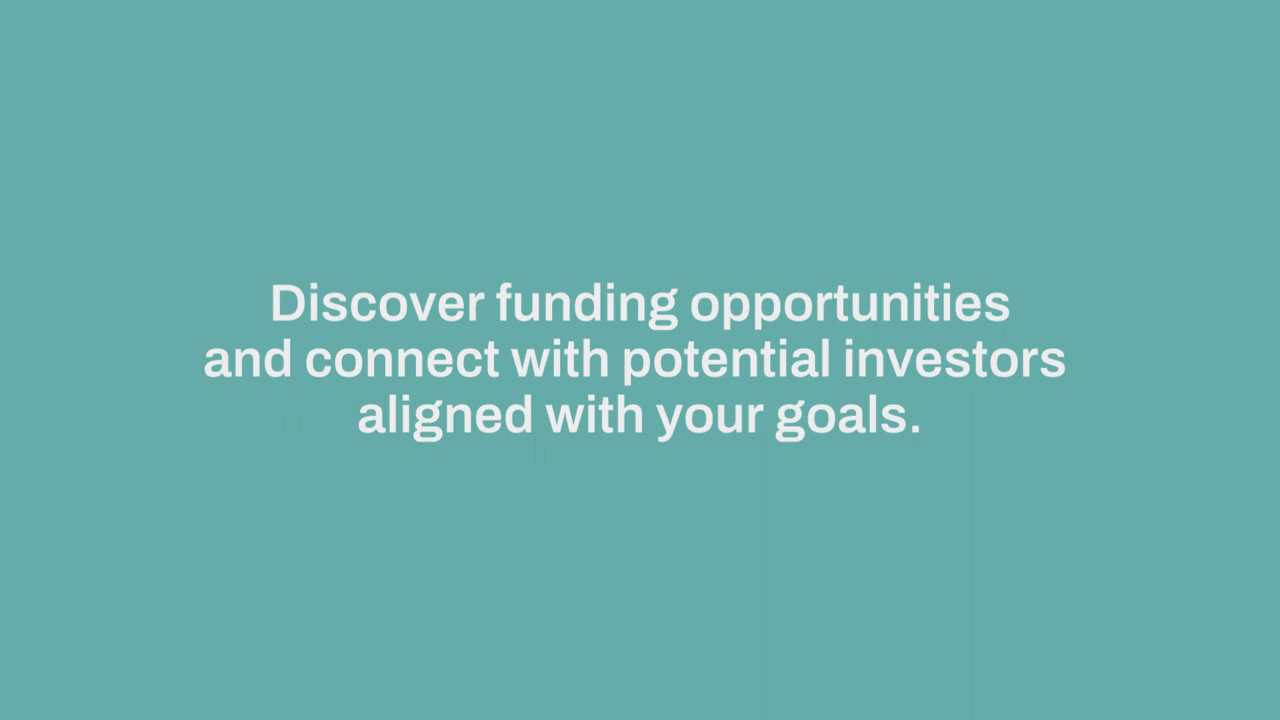 Discover funding opportunities
and connect with potential investors
aligned with your goals.